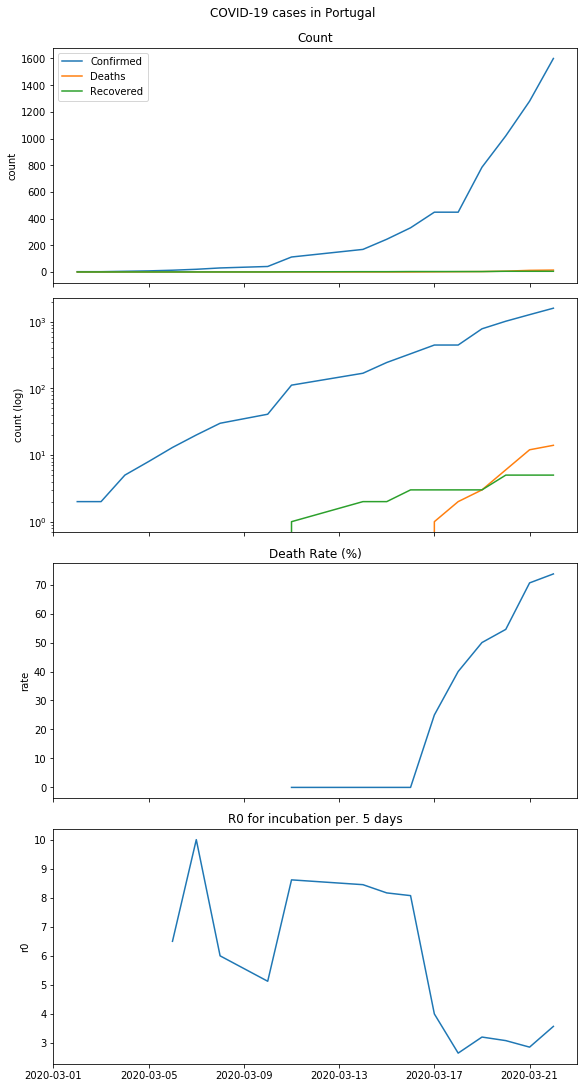 COVID-19 cases in Portugal
Count
Confirmed
Deaths
Recovered
1600
1400
1200
1000
800
600
400
200
0
count
10³
10²
10¹
10⁰
count (log)
Death Rate (%)
70
60
50
40
30
20
10
0
rate
R0 for incubation per. 5 days
10
9
8
7
6
5
4
3
r0
2020-03-01 2020-03-05 2020-03-09 2020-03-13 2020-03-17 2020-03-21